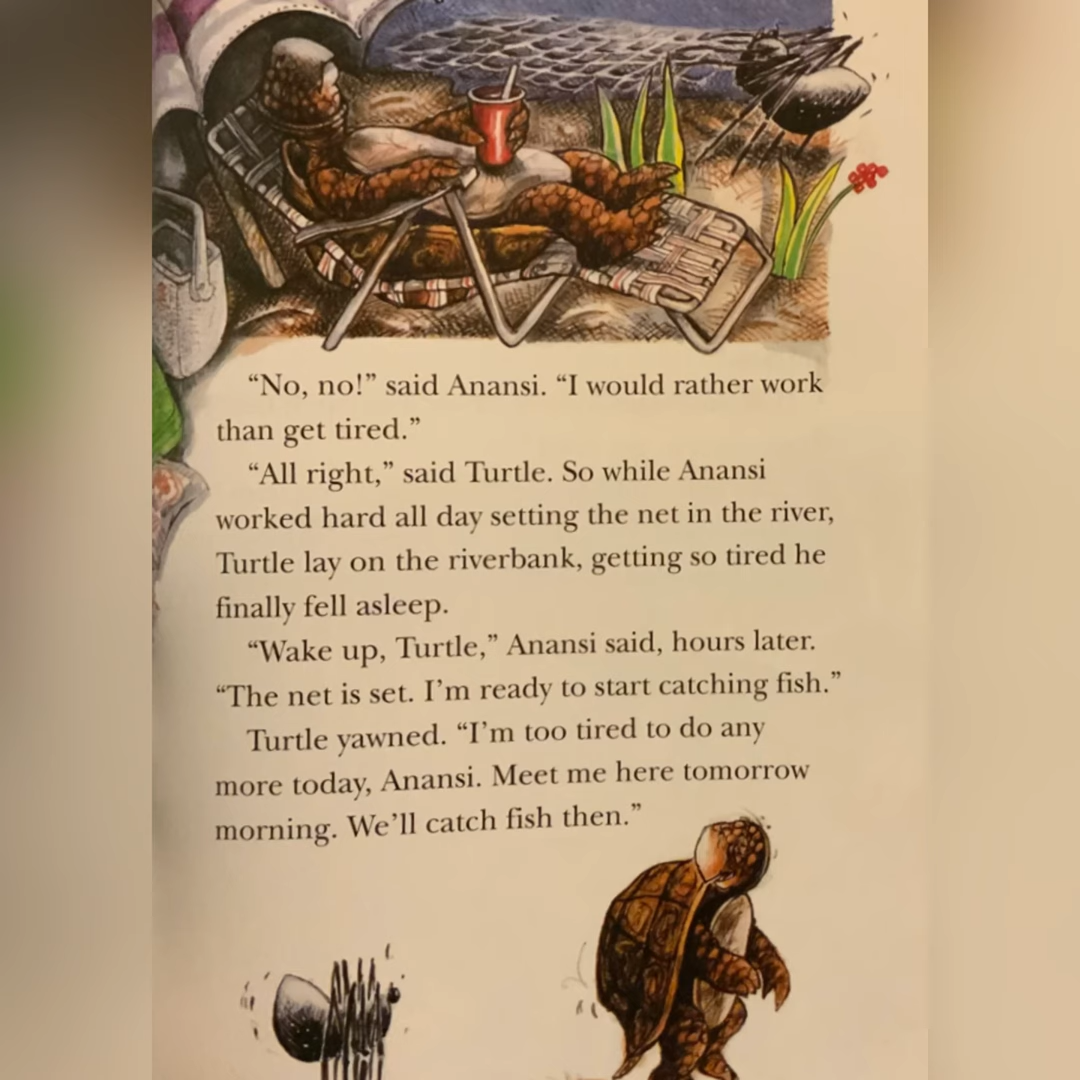 “No, no!” said Anansi. “I would rather work
than get tired.”
“All right,” said Turtle. So while Anansi
worked hard all day setting the net in the river,
Turtle lay on the riverbank, getting so tired he
finally fell asleep.
“Wake up, Turtle,” Anansi said, hours later.
“The net is set. I’m ready to start catching fish.”
Turtle yawned. “I’m too tired to do any
more today, Anansi. Meet me here tomorrow
morning. We’ll catch fish then.”